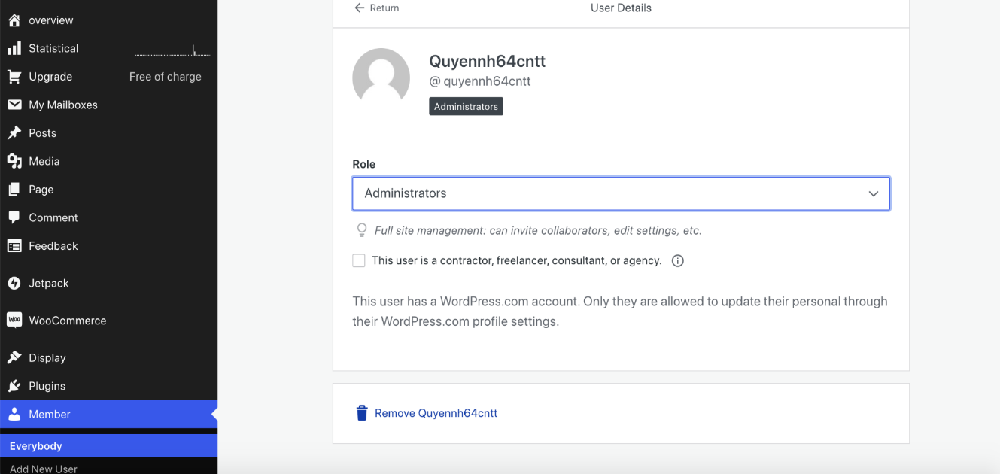 overview
Statistical
Upgrade Free of charge
My Mailboxes
Posts
Media
Page
Comment
Feedback
Jetpack
WOO WooCommerce
Display
Plugins
Member
Everybody
Add New User
Return
User Details
Quyennh64cntt
@ quyennh64cntt
Administrators
Role
Administrators
Full site management: can invite collaborators, edit settings, etc.
This user is a contractor, freelancer, consultant, or agency.
This user has a WordPress.com account. Only they are allowed to update their personal through
their WordPress.com profile settings.
Remove Quyennh64cntt